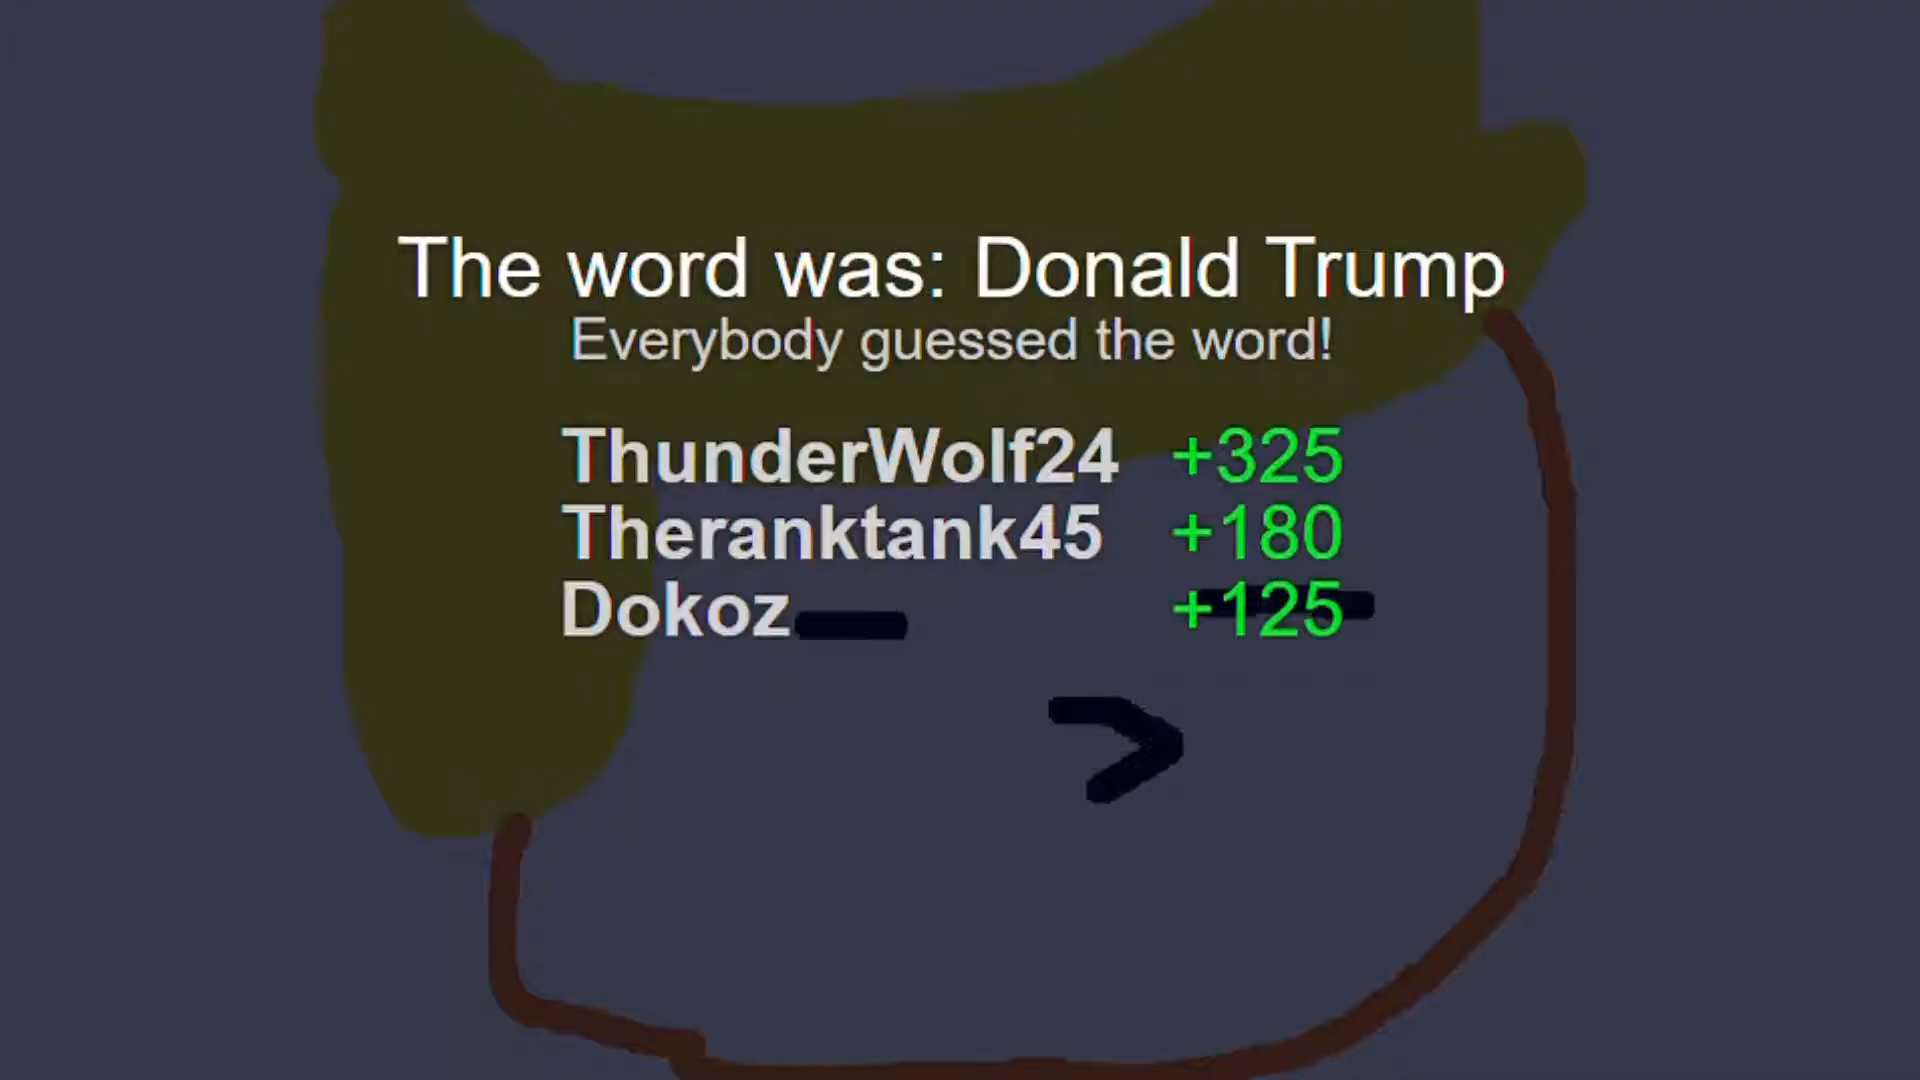 The word was: Donald Trump
Everybody guessed the word!
ThunderWolf24 +325
Theranktank45 +180
Dokoz +125